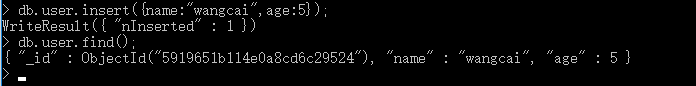 > db.user.insert({name:"wangcai",age:5});
WriteResult({ "nInserted" : 1 })
> db.user.find();
{ "_id" : ObjectId("5919651b114e0a8cd6c29524"), "name" : "wangcai", "age" : 5 }
>